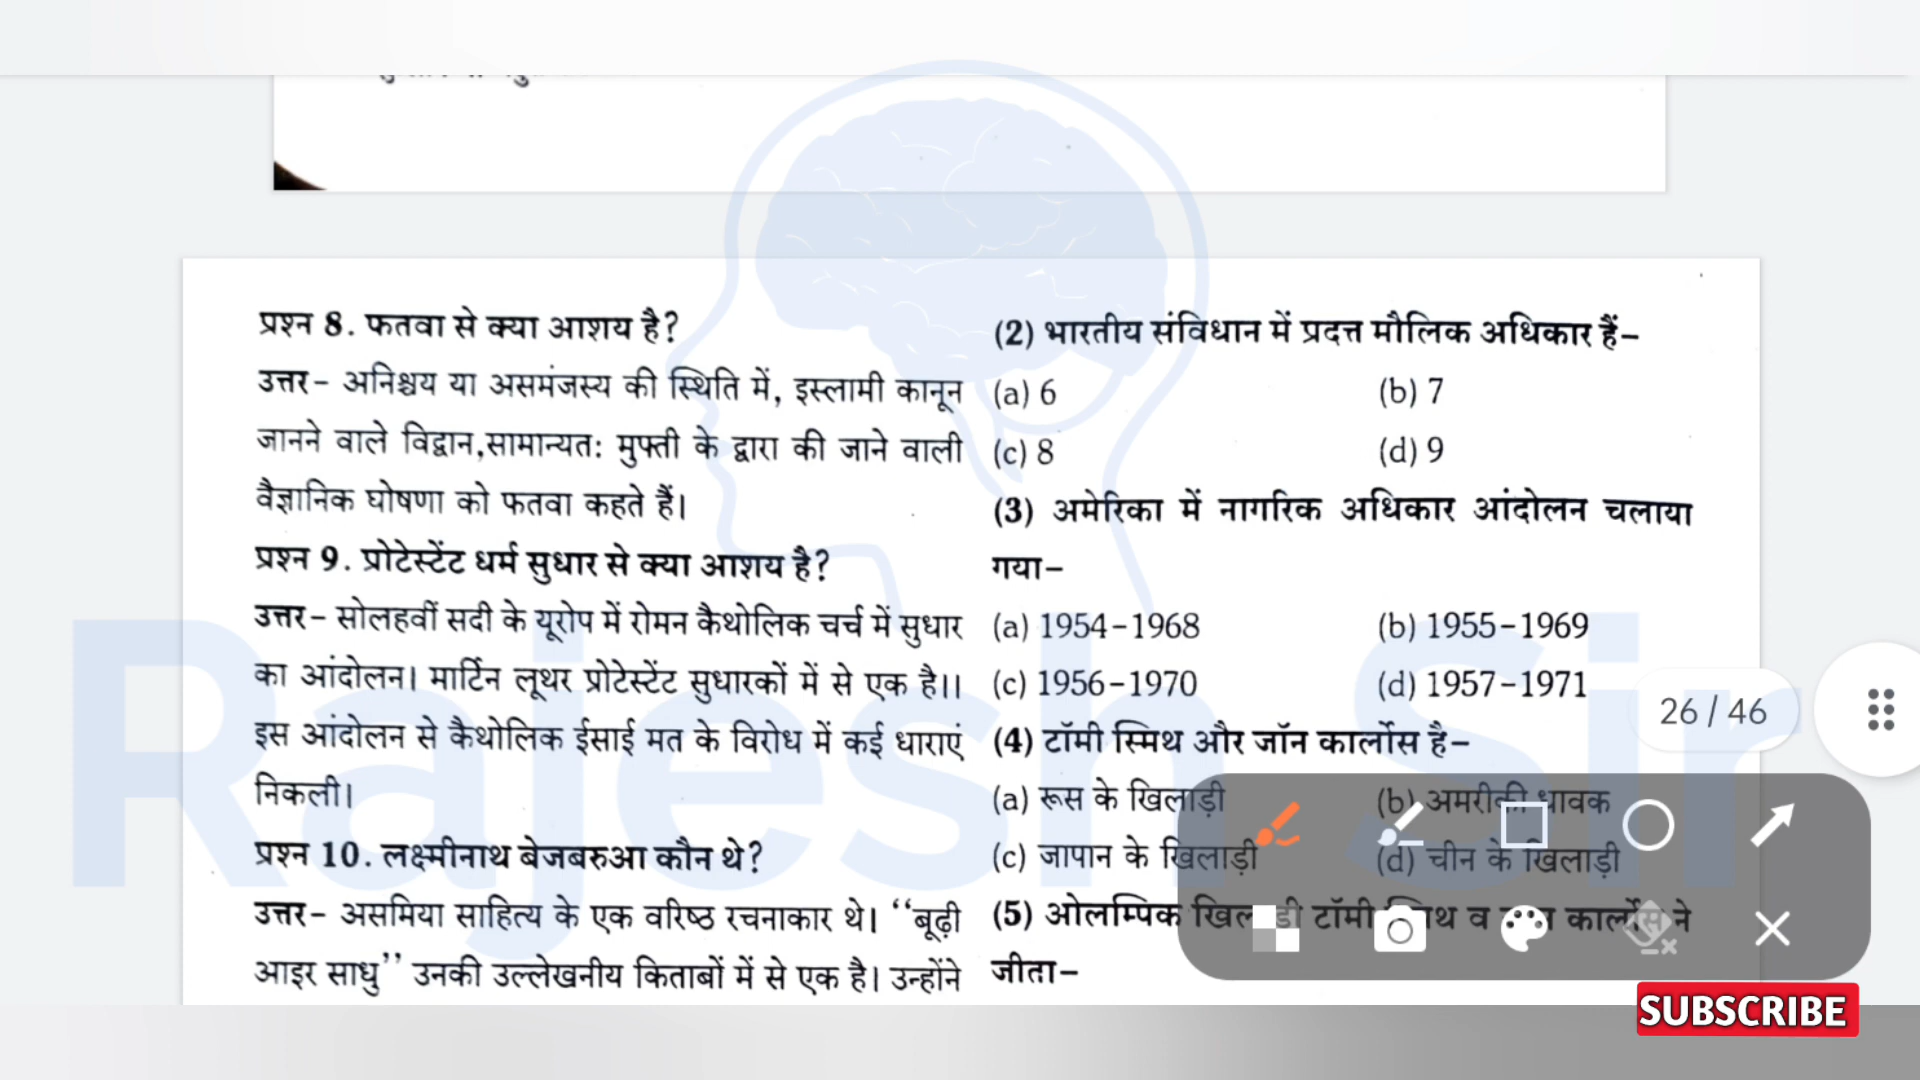 प्रश्न 8. फतवा से क्या आशय है?
उत्तर- अनिश्चय या असमंजस्य की स्थिति में, इस्लामी कानून
जानने वाले विद्वान,सामान्यत: मुफ्ती के द्वारा की जाने वाली
वैज्ञानिक घोषणा को फतवा कहते हैं।
प्रश्न 9. प्रोटेस्टेंट धर्म सुधार से क्या आशय है?
उत्तर- सोलहवीं सदी के यूरोप में रोमन कैथोलिक चर्च में सुधार
का आंदोलन। मार्टिन लूथर प्रोटेस्टेंट सुधारकों में से एक है।।
इस आंदोलन से कैथोलिक ईसाई मत के विरोध में कई धाराएं
निकली।
प्रश्न 10. लक्ष्मीनाथ बेजबरुआ कौन थे?
उत्तर- असमिया साहित्य के एक वरिष्ठ रचनाकार थे। “बूढ़ी
आइर साधु” उनकी उल्लेखनीय किताबों में से एक है। उन्होंने
(2) भारतीय संविधान में प्रदत्त मौलिक अधिकार हैं-
(a) 6 (b) 7
(c) 8 (d) 9
(3) अमेरिका में नागरिक अधिकार आंदोलन चलाया
गया-
(a) 1954-1968 (b) 1955-1969
(c) 1956-1970 (d) 1957-1971
(4) टॉमी स्मिथ और जॉन कार्लोस है-
(a) रूस के खिलाड़ी (b) अमरीकी धावक
(c) जापान के खिलाड़ी (d) चीन के खिलाड़ी
(5) ओलम्पिक टॉमी व कार्लोस ने
जीता-
26 / 46
Rajesh Sir
SUBSCRIBE